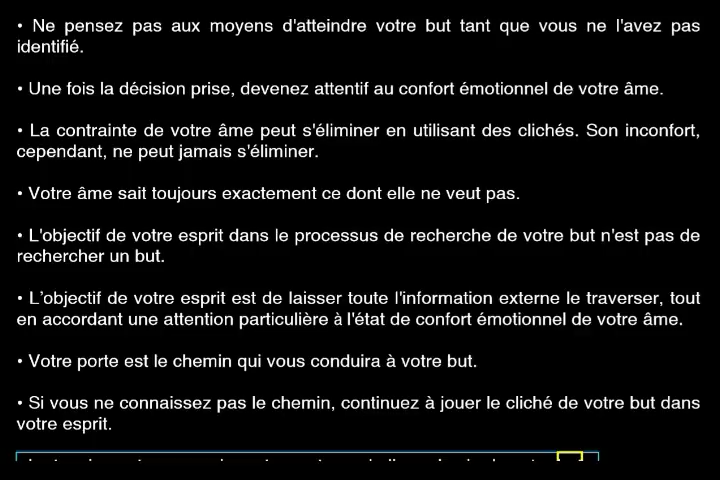 • Ne pensez pas aux moyens d'atteindre votre but tant que vous ne l'avez pas
identifié.
• Une fois la décision prise, devenez attentif au confort émotionnel de votre âme.
• La contrainte de votre âme peut s'éliminer en utilisant des clichés. Son inconfort,
cependant, ne peut jamais s'éliminer.
• Votre âme sait toujours exactement ce dont elle ne veut pas.
• L'objectif de votre esprit dans le processus de recherche de votre but n'est pas de
rechercher un but.
• L’objectif de votre esprit est de laisser toute l'information externe le traverser, tout
en accordant une attention particulière à l'état de confort émotionnel de votre âme.
• Votre porte est le chemin qui vous conduira à votre but.
• Si vous ne connaissez pas le chemin, continuez à jouer le cliché de votre but dans
votre esprit.